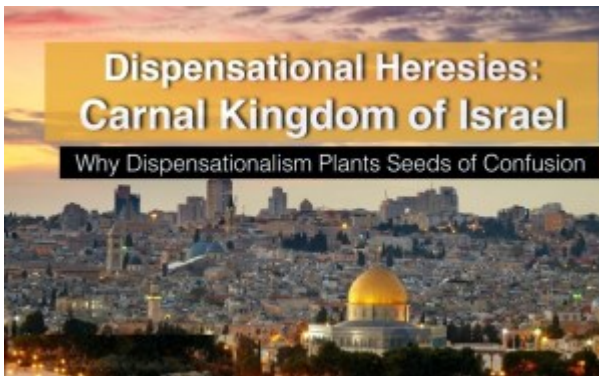 Dispensational Heresies:
Carnal Kingdom of Israel
Why Dispensationalism Plants Seeds of Confusion